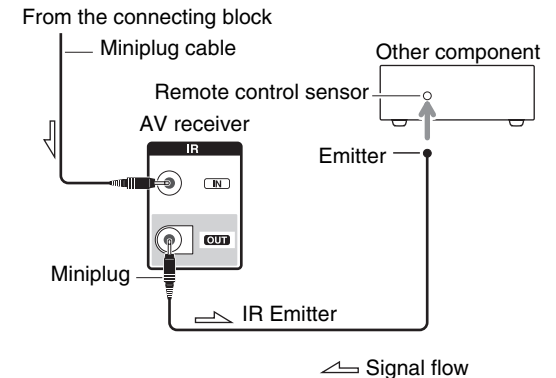 From the connecting block
Miniplug cable
Other component
Remote control sensor
AV receiver
IR
Emitter
IN
OUT
Miniplug
IR Emitter
Signal flow